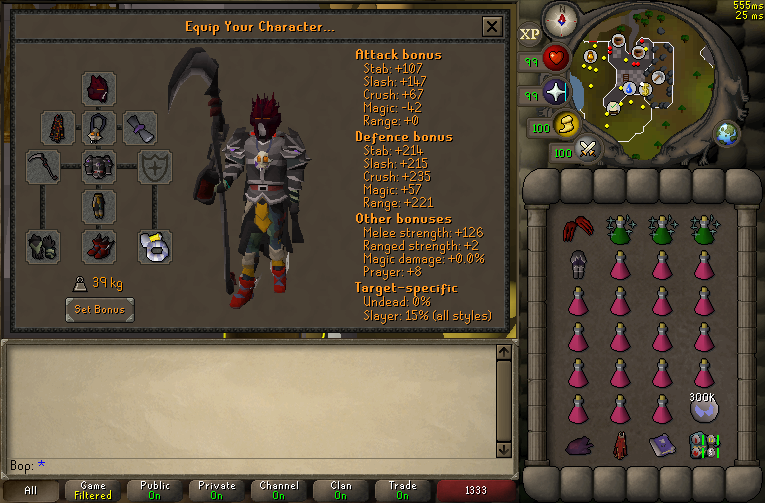 Equip Your Character...
555ms
25 ms
XP
99
99
100
100
Attack bonus
Stab: +107
Slash: +147
Crush: +67
Magic: -42
Range: +0
Defence bonus
Stab: +214
Slash: +215
Crush: +235
Magic: +57
Range: +221
Other bonuses
Melee strength: +126
Ranged strength: +2
Magic damage: +0.0%
Prayer: +8
Target-specific
Undead: 0%
Slayer: 15% (all styles)
39 kg
Set Bonus
300K
Bop: *
All
Game
Filtered
Public
On
Private
On
Channel
On
Clan
On
Trade
On
1333